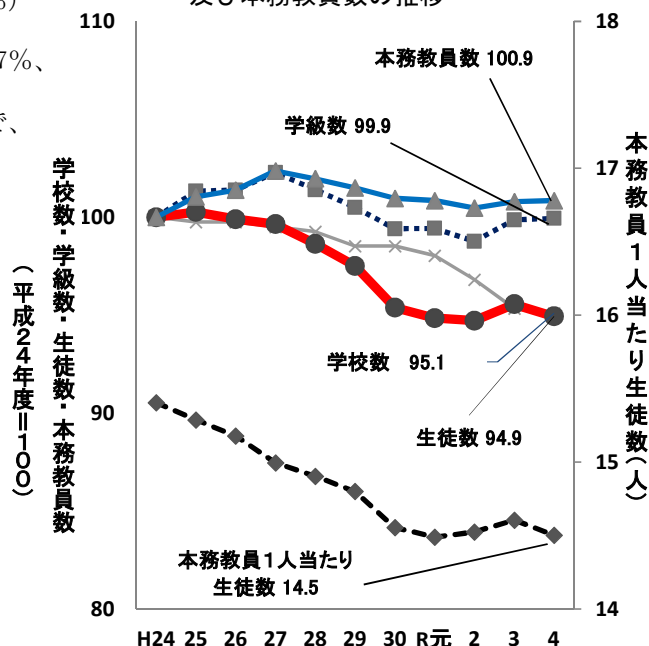 %)
及び本務教員数の推移
7%、
で、
110
100
90
80
18
17
16
15
14
学校数・学級数・生徒数・本務教員数
（平成24年度＝100）
本務教員1人当たり生徒数（人）
本務教員数 100.9
学級数 99.9
学校数 95.1
生徒数 94.9
本務教員１人当たり
生徒数 14.5
H24 25 26 27 28 29 30 R元 2 3 4